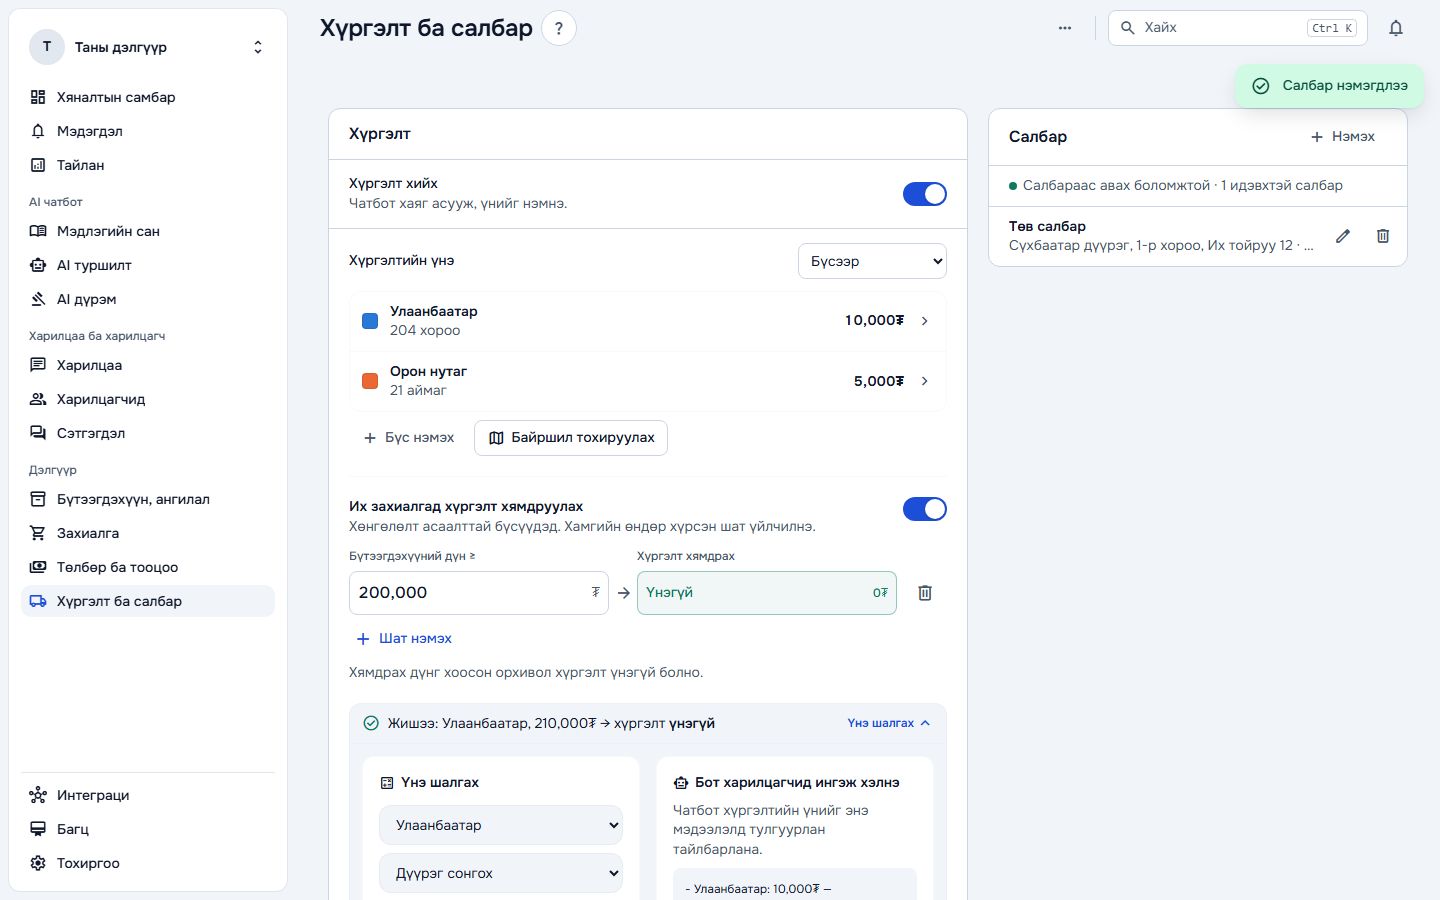 Т Таны дэлгүүр
Хяналтын самбар
Мэдэгдэл
Тайлан
AI чатбот
Мэдлэгийн сан
AI туршилт
AI дүрэм
Харилцаа ба харилцагч
Харилцаа
Харилцагчид
Сэтгэгдэл
Дэлгүүр
Бүтээгдэхүүн, ангилал
Захиалга
Төлбөр ба тооцоо
Хүргэлт ба салбар
Интеграци
Багц
Тохиргоо
Хүргэлт ба салбар ?
Хайх Ctrl K
Салбар нэмэгдлээ
Хүргэлт
Хүргэлт хийх
Чатбот хаяг асууж, үнийг нэмнэ.
Хүргэлтийн үнэ Бүсээр
Улаанбаатар
204 хороо
10,000₮
Орон нутаг
21 аймаг
5,000₮
Бүс нэмэх Байршил тохируулах
Их захиалгад хүргэлт хямдруулах
Хөнгөлөлт асаалттай бүсүүдэд. Хамгийн өндөр хүрсэн шат үйлчилнэ.
Бүтээгдэхүүний дүн ≥ Хүргэлт хямдрах
200,000 ₮ → Үнэгүй 0₮
+ Шат нэмэх
Хямдрах дүнг хоосон орхивол хүргэлт үнэгүй болно.
Жишээ: Улаанбаатар, 210,000₮ → хүргэлт үнэгүй Үнэ шалгах
Үнэ шалгах
Улаанбаатар
Дүүрэг сонгох
Бот харилцагчид ингэж хэлнэ
Чатбот хүргэлтийн үнийг энэ
мэдээлэлд тулгуурлан
тайлбарлана.
- Улаанбаатар: 10,000₮ —
Салбар + Нэмэх
Салбараас авах боломжтой · 1 идэвхтэй салбар
Төв салбар
Сүхбаатар дүүрэг, 1-р хороо, Их тойруу 12 · ...